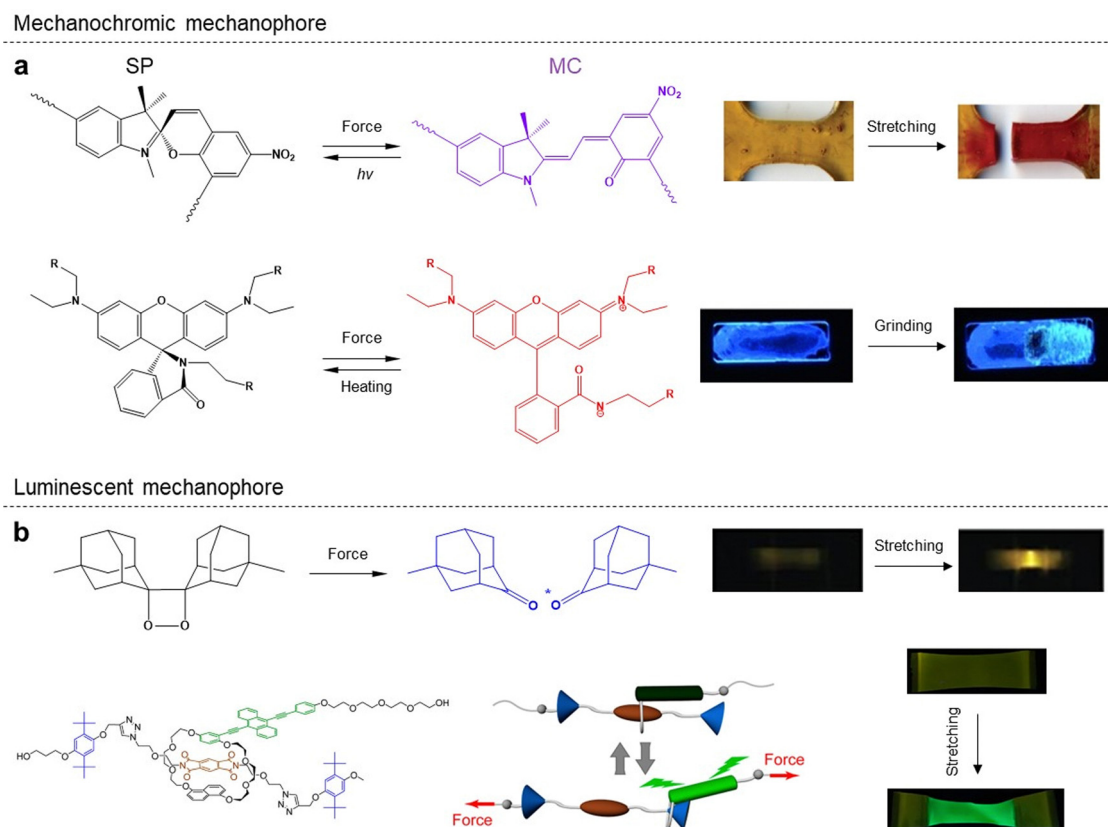 Mechanochromic mechanophore
a
SP
MC
Force
hv
N
O
NO₂
N
O
NO₂
Stretching
R
R
N
O
N
N
R
O
Force
Heating
R
R
N
O
N
⊕
O
N
⊖
R
Grinding
Luminescent mechanophore
b
O—O
Force
O
*
O
Stretching
HO
O
O
N
N
N
O
O
O
O
O
O
OH
O
O
N
O
O
N
O
O
O
N
N
N
O
O
Force
Force
Stretching